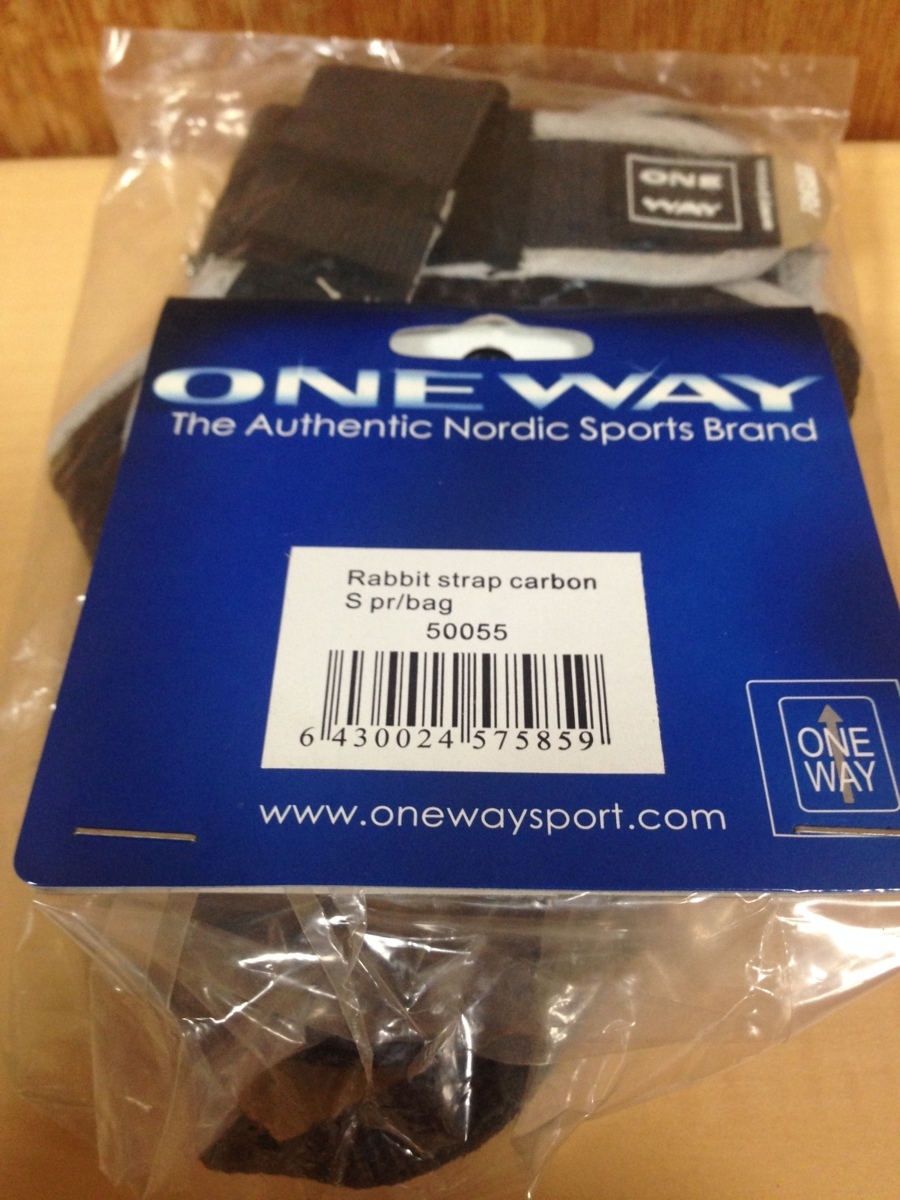 ONE
WAY
ONE WAY
The Authentic Nordic Sports Brand
Rabbit strap carbon
S pr/bag
50055
6 430024 575859
ONE
WAY
www.onewaysport.com